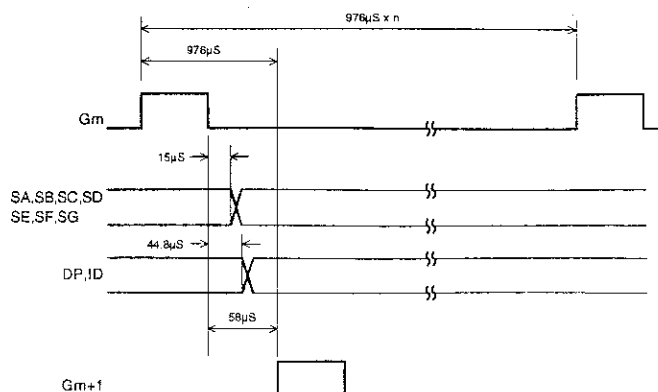 976μS x n
976μS
Gm
15μS
SA,SB,SC,SD
SE,SF,SG
44.8μS
DP,ID
58μS
Gm+1